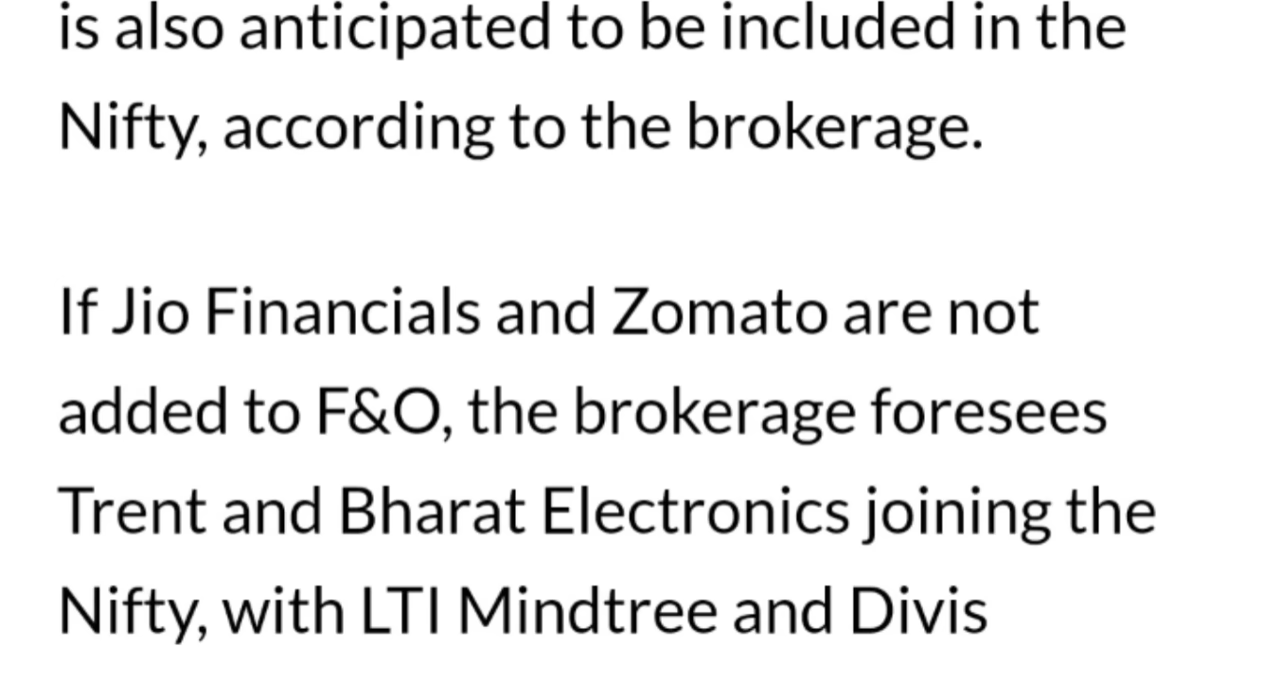 is also anticipated to be included in the
Nifty, according to the brokerage.
If Jio Financials and Zomato are not
added to F&O, the brokerage foresees
Trent and Bharat Electronics joining the
Nifty, with LTI Mindtree and Divis